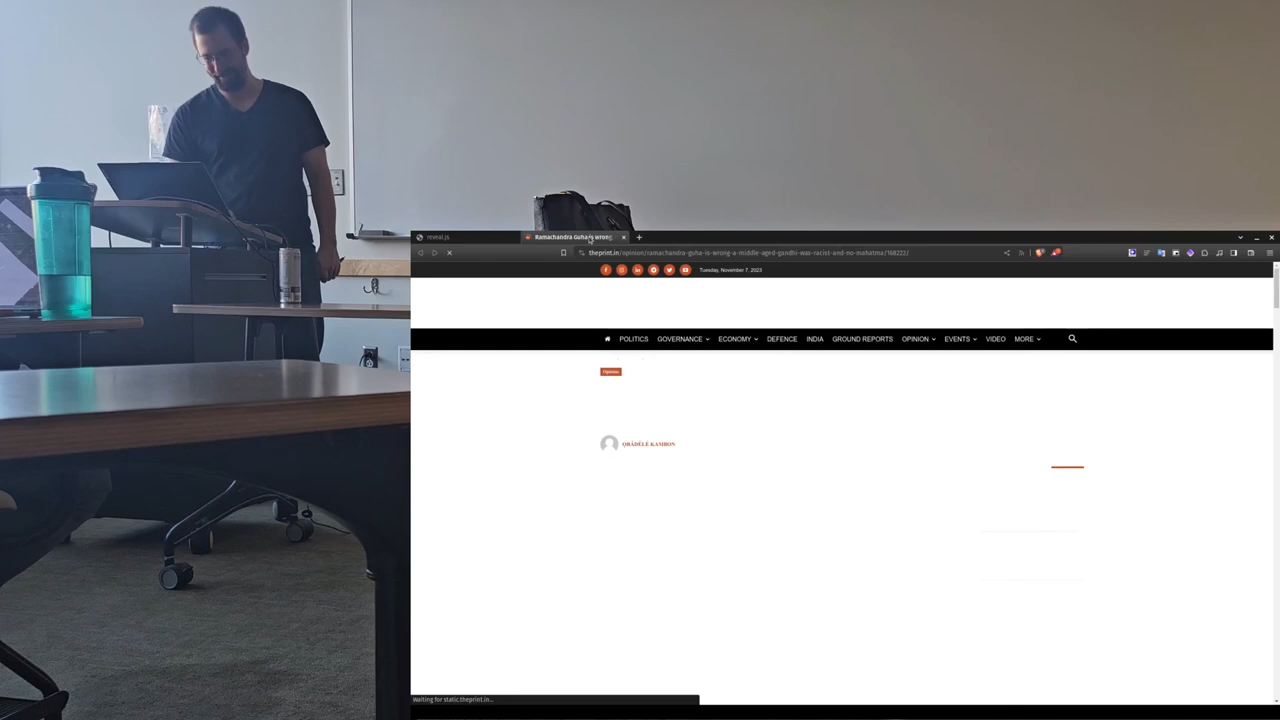 reveal.js
Ramachandra Guha is wrong.
theprint.in/opinion/ramachandra-guha-is-wrong-a-middle-aged-gandhi-was-racist-and-no-mahatma/168222/
Tuesday, November 7, 2023
POLITICS GOVERNANCE ECONOMY DEFENCE INDIA GROUND REPORTS OPINION EVENTS VIDEO MORE
Opinion
ỌBÁDÉLÉ KAMBON
Waiting for static.theprint.in...